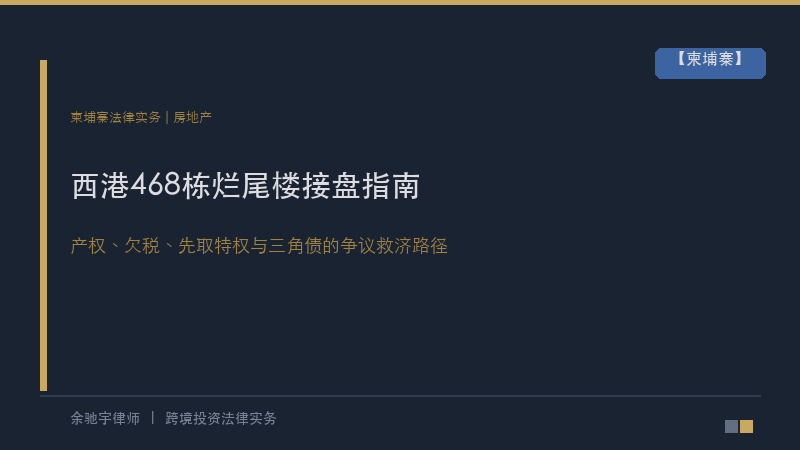 【柬埔寨】
柬埔寨法律实务 | 房地产
西港468栋烂尾楼接盘指南
产权、欠税、先取特权与三角债的争议救济路径
余驰宇律师 | 跨境投资法律实务